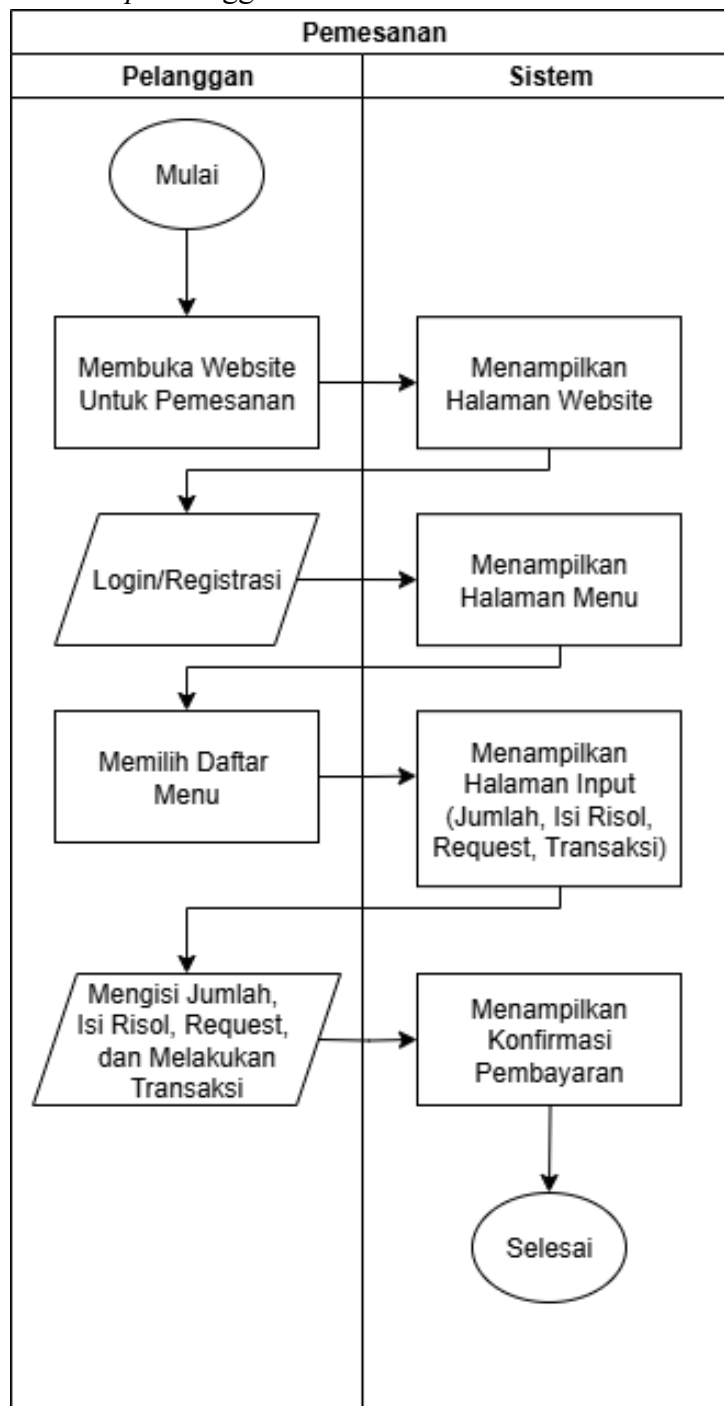 Pemesanan
Pelanggan
Sistem
Mulai
Membuka Website
Untuk Pemesanan
Menampilkan
Halaman Website
Login/Registrasi
Menampilkan
Halaman Menu
Memilih Daftar
Menu
Menampilkan
Halaman Input
(Jumlah, Isi Risol,
Request, Transaksi)
Mengisi Jumlah,
Isi Risol, Request,
dan Melakukan
Transaksi
Menampilkan
Konfirmasi
Pembayaran
Selesai